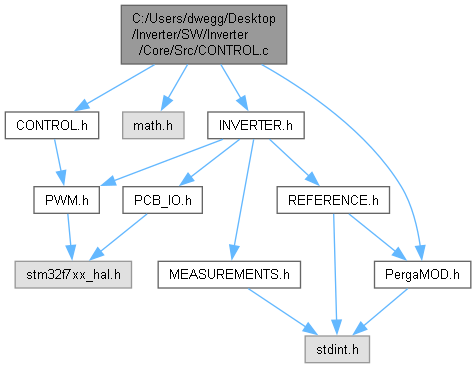 C:/Users/dwegg/Desktop
/Inverter/SW/Inverter
/Core/Src/CONTROL.c
CONTROL.h
math.h
INVERTER.h
PWM.h
PCB_IO.h
REFERENCE.h
stm32f7xx_hal.h
MEASUREMENTS.h
PergaMOD.h
stdint.h